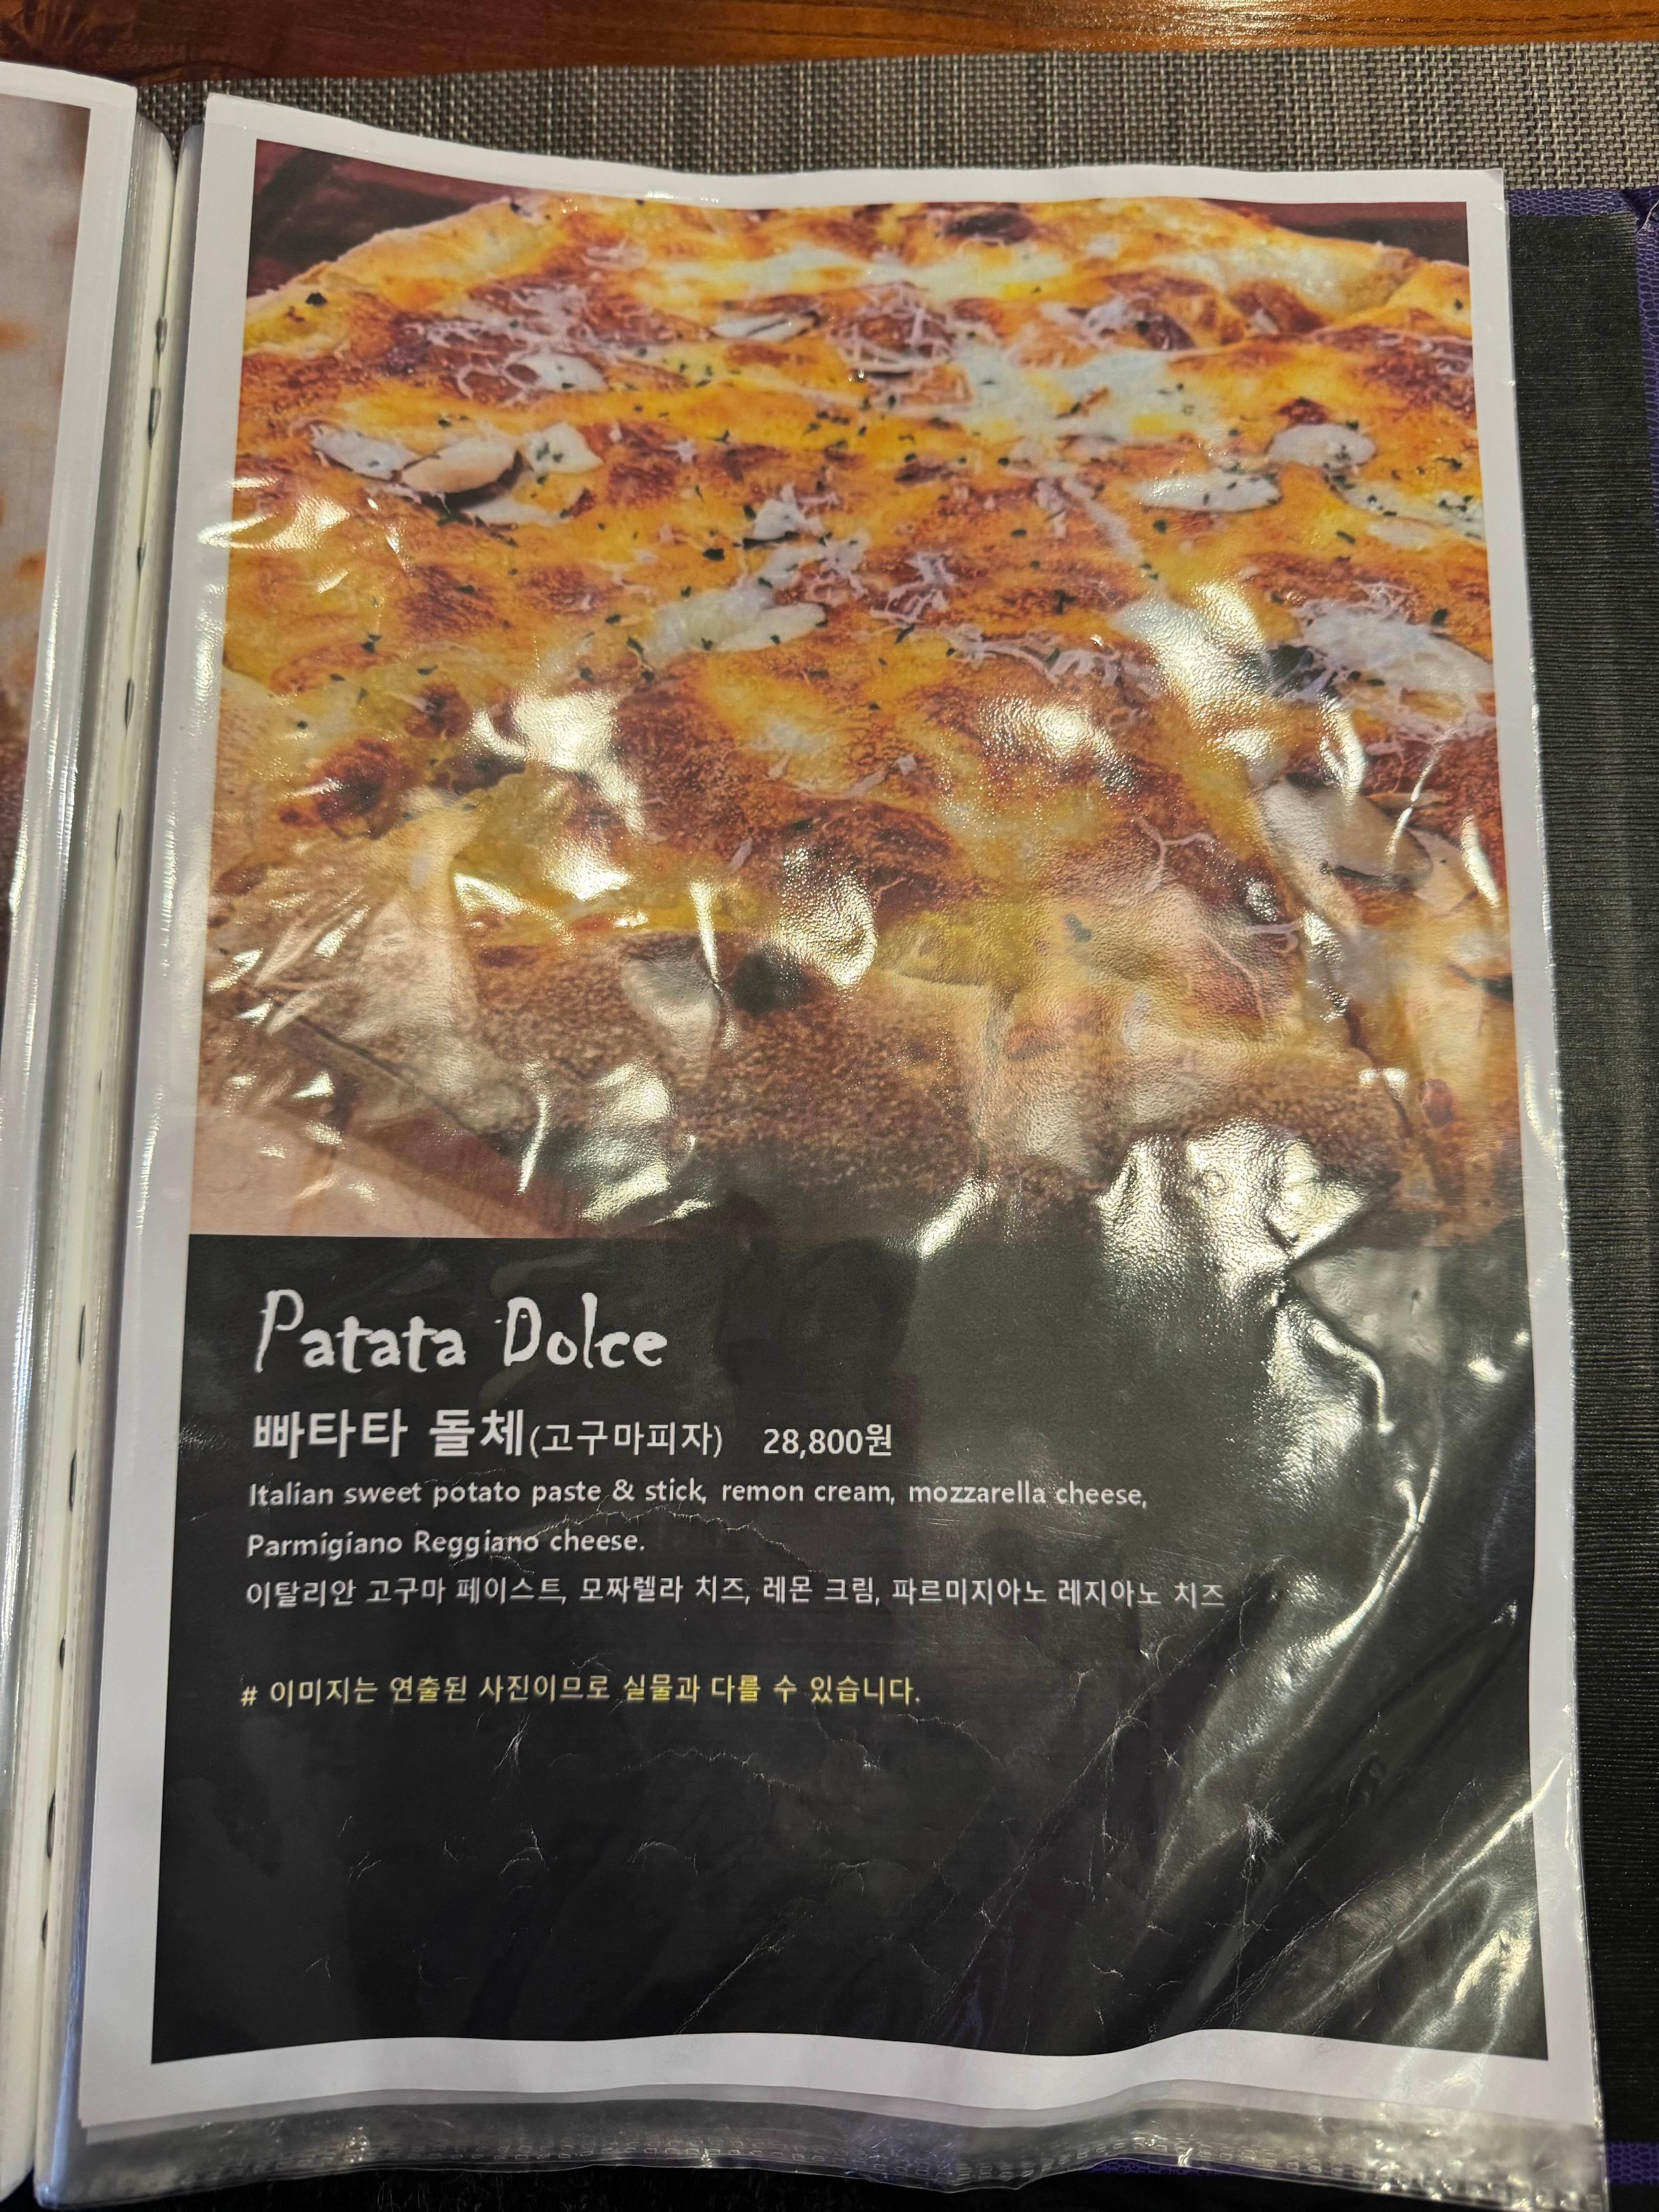 Patata Dolce
빠타타 돌체(고구마피자) 28,800원
Italian sweet potato paste & stick, remon cream, mozzarella cheese,
Parmigiano Reggiano cheese.
이탈리안 고구마 페이스트, 모짜렐라 치즈, 레몬 크림, 파르미지아노 레지아노 치즈
# 이미지는 연출된 사진이므로 실물과 다를 수 있습니다.